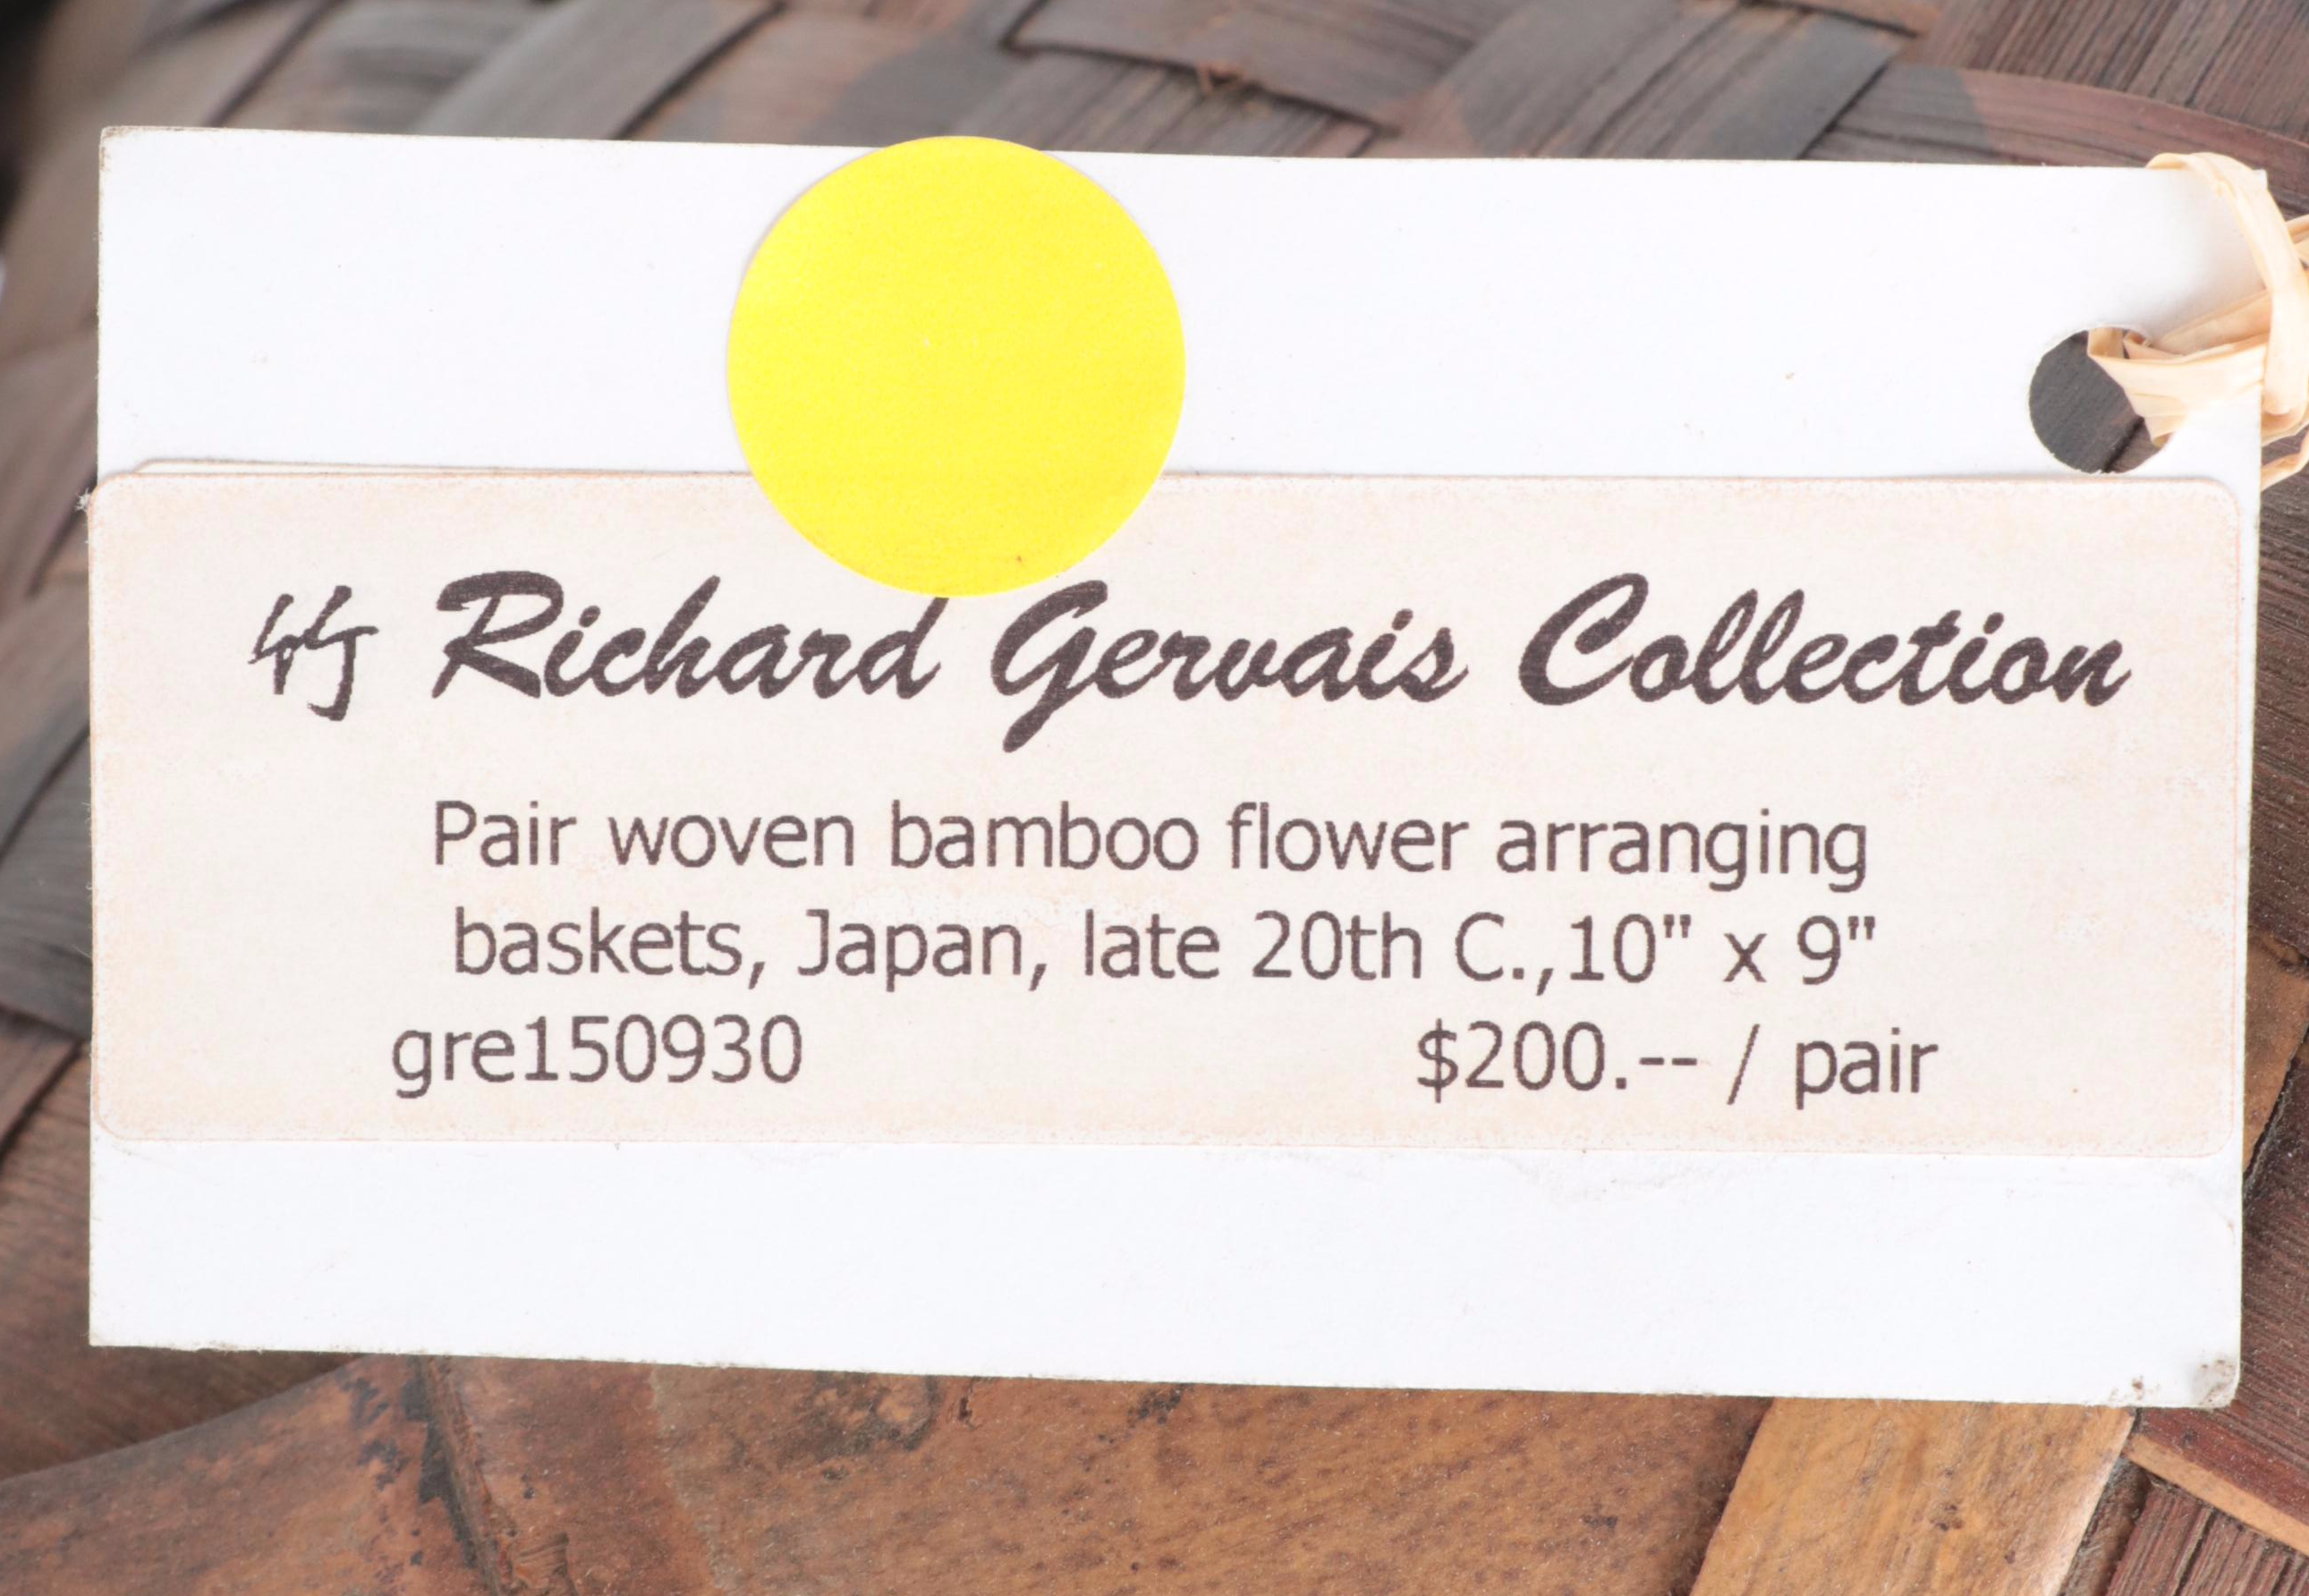 Richard Gervais Collection
Pair woven bamboo flower arranging
baskets, Japan, late 20th C.,10" x 9"
gre150930 $200.-- / pair